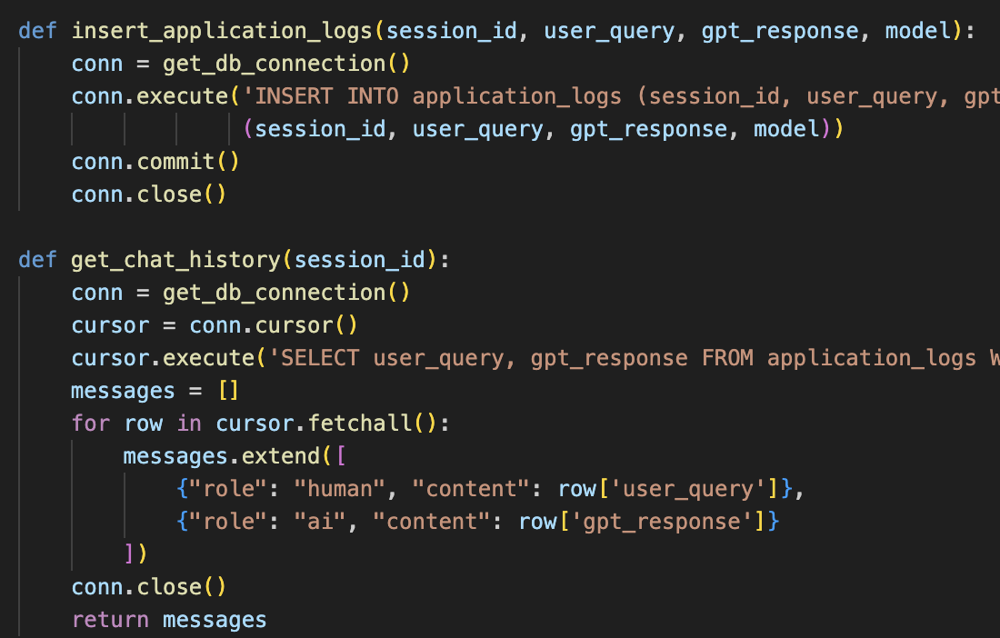 def insert_application_logs(session_id, user_query, gpt_response, model):
    conn = get_db_connection()
    conn.execute('INSERT INTO application_logs (session_id, user_query, gpt
                 (session_id, user_query, gpt_response, model))
    conn.commit()
    conn.close()

def get_chat_history(session_id):
    conn = get_db_connection()
    cursor = conn.cursor()
    cursor.execute('SELECT user_query, gpt_response FROM application_logs W
    messages = []
    for row in cursor.fetchall():
        messages.extend([
            {"role": "human", "content": row['user_query']},
            {"role": "ai", "content": row['gpt_response']}
        ])
    conn.close()
    return messages